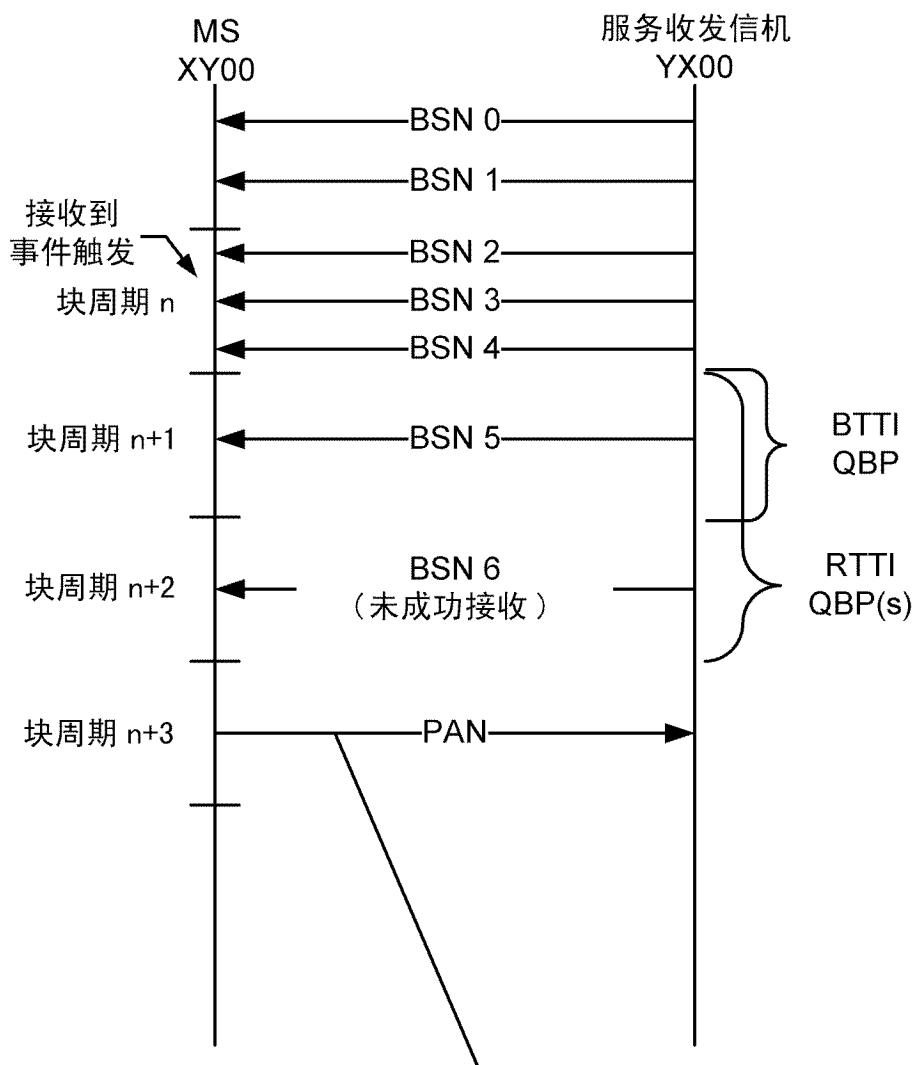 MS
XY00
服务收发信机
YX00
BSN 0
BSN 1
接收到
事件触发
BSN 2
块周期 n
BSN 3
BSN 4
块周期 n+1
BSN 5
BTTI
QBP
块周期 n+2
BSN 6
（未成功接收）
RTTI
QBP(s)
块周期 n+3
PAN